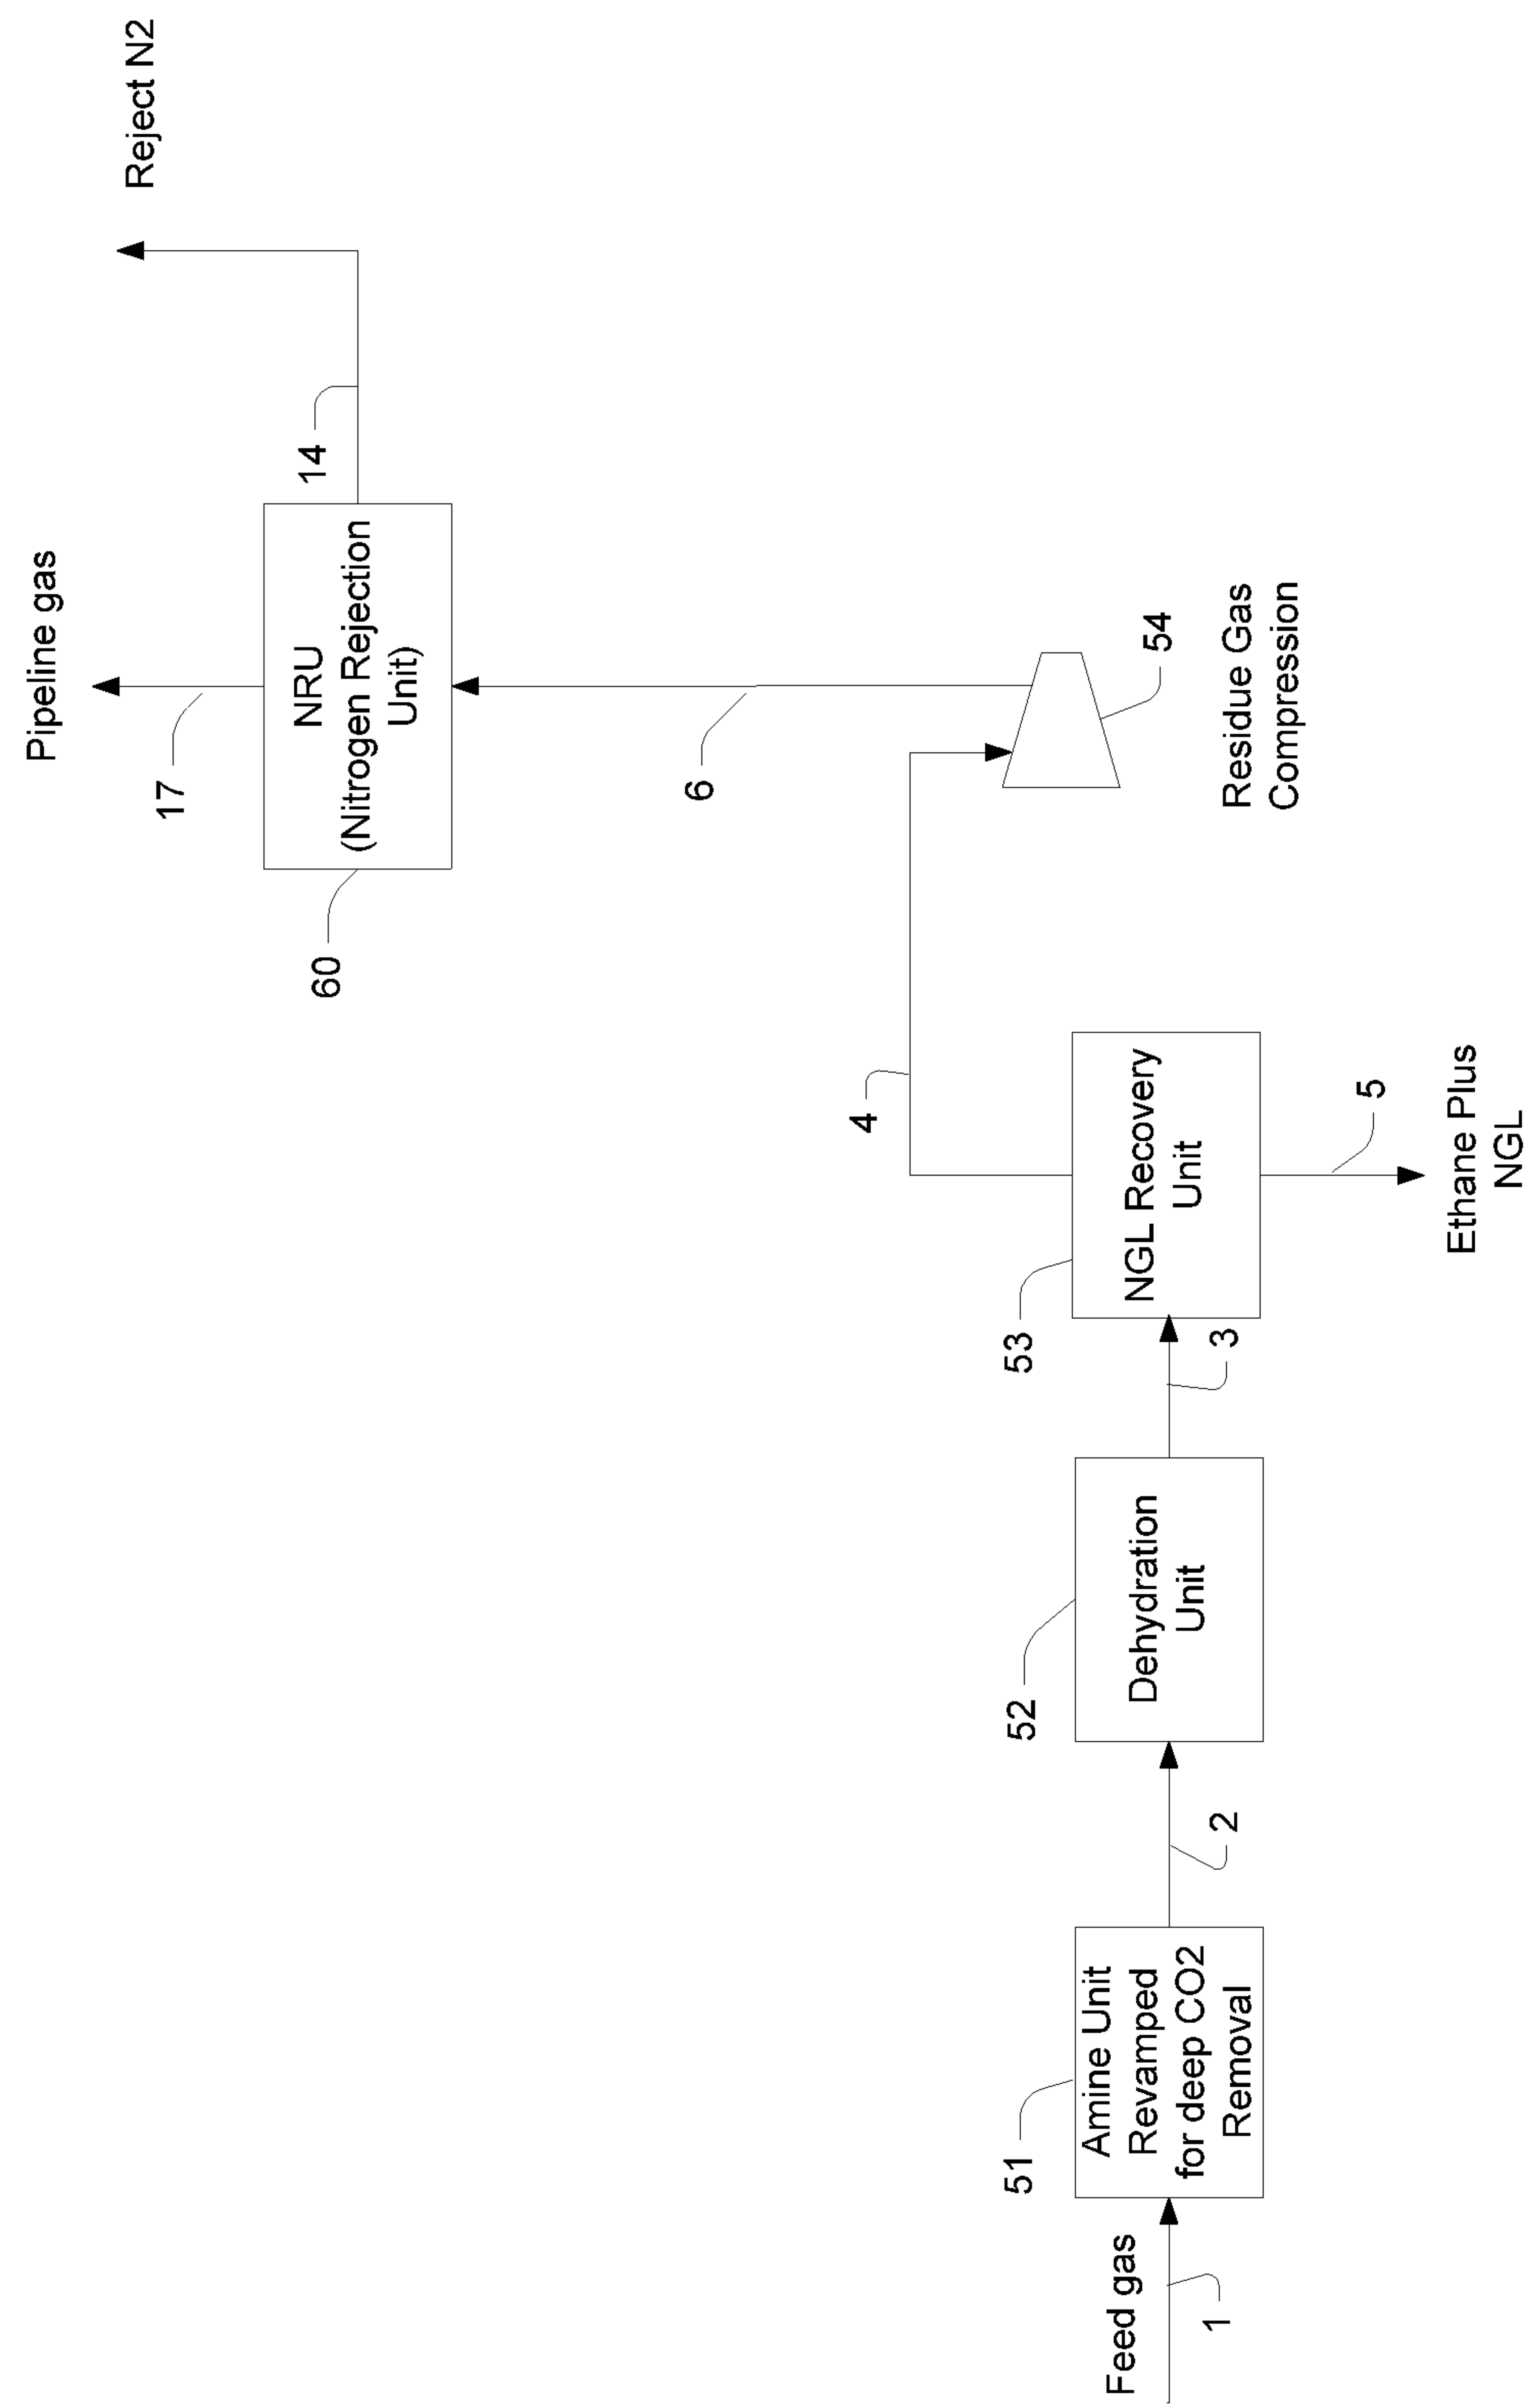 Feed gas
1
51
Amine Unit
Revamped
for deep CO2
Removal
2
52
Dehydration
Unit
3
53
NGL Recovery
Unit
5
Ethane Plus
NGL
4
54
Residue Gas
Compression
6
60
NRU
(Nitrogen Rejection
Unit)
17
Pipeline gas
14
Reject N2